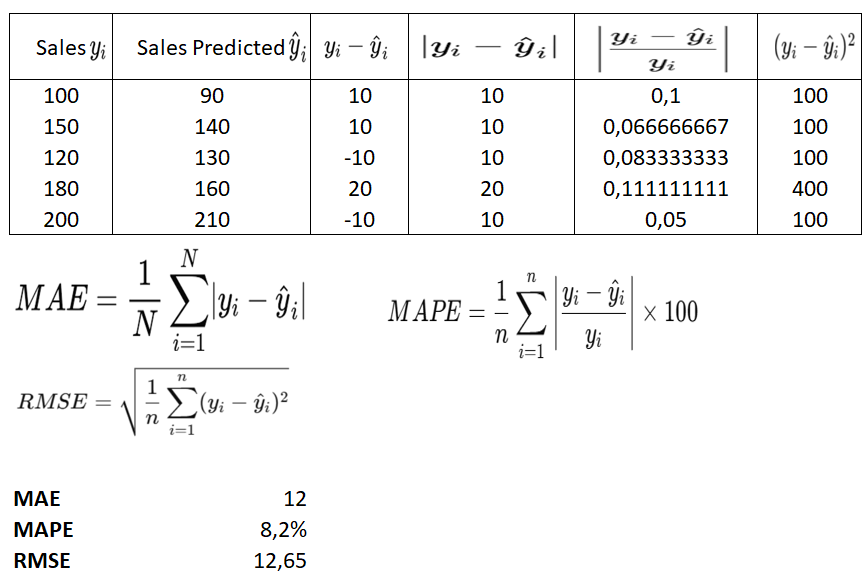 Sales yᵢ Sales Predicted ŷᵢ yᵢ − ŷᵢ |yᵢ − ŷᵢ| |(yᵢ − ŷᵢ)/yᵢ| (yᵢ − ŷᵢ)²
100 90 10 10 0,1 100
150 140 10 10 0,066666667 100
120 130 -10 10 0,083333333 100
180 160 20 20 0,111111111 400
200 210 -10 10 0,05 100
MAE = 1/N ∑ᵢ₌₁ᴺ |yᵢ − ŷᵢ|
MAPE = 1/n ∑ᵢ₌₁ⁿ |(yᵢ − ŷᵢ)/yᵢ| × 100
RMSE = √(1/n ∑ᵢ₌₁ⁿ (yᵢ − ŷᵢ)²)
MAE 12
MAPE 8,2%
RMSE 12,65